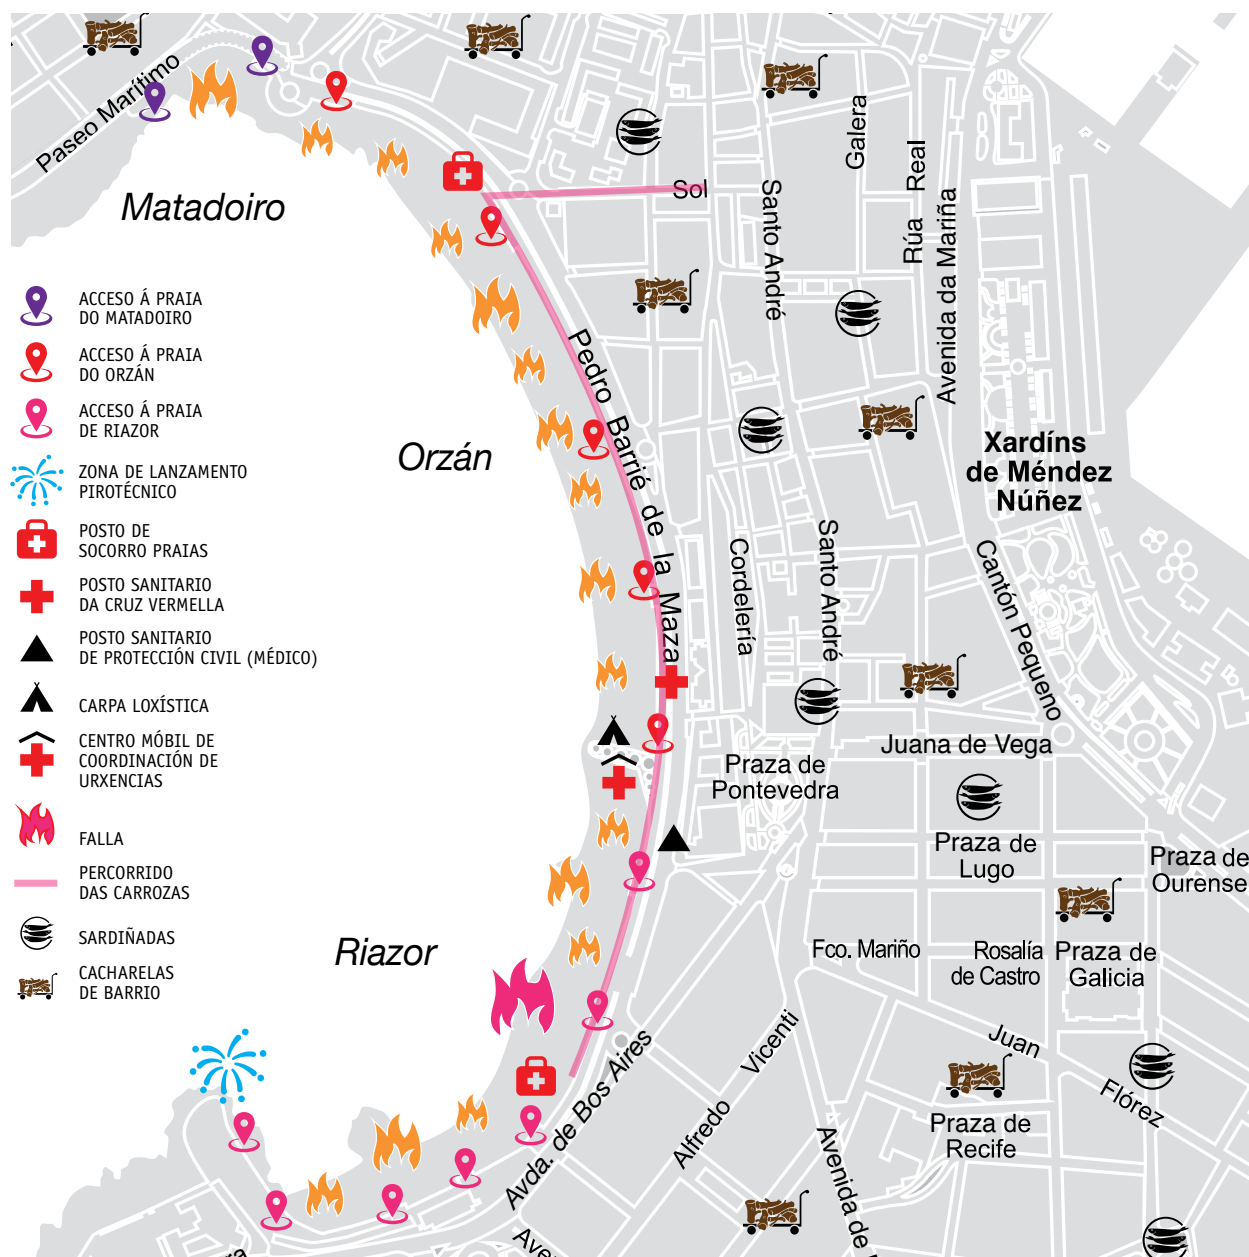 Paseo Marítimo
Matadoiro
Sol
Santo André
Galera
Rúa Real
Avenida da Mariña
ACCESO Á PRAIA
DO MATADOIRO
ACCESO Á PRAIA
DO ORZÁN
ACCESO Á PRAIA
DE RIAZOR
ZONA DE LANZAMENTO
PIROTÉCNICO
POSTO DE
SOCORRO PRAIAS
POSTO SANITARIO
DA CRUZ VERMELLA
POSTO SANITARIO
DE PROTECCIÓN CIVIL (MÉDICO)
CARPA LOXÍSTICA
CENTRO MÓBIL DE
COORDINACIÓN DE
URXENCIAS
FALLA
PERCORRIDO
DAS CARROZAS
SARDIÑADAS
CACHARELAS
DE BARRIO
Orzán
Pedro Barrié de la Maza
Xardíns
de Méndez
Núñez
Cordelería
Santo André
Cantón Pequeno
Juana de Vega
Praza de
Pontevedra
Praza de
Lugo
Praza de
Ourense
Riazor
Fco. Mariño
Rosalía
de Castro
Praza de
Galicia
Avda. de Bos Aires
Alfredo Vicenti
Juan Flórez
Praza de
Recife
Avenida de